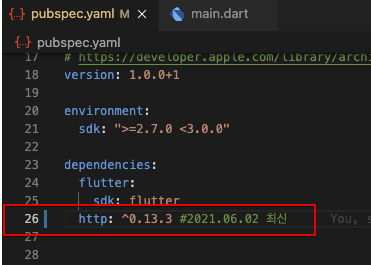 pubspec.yaml M
main.dart
pubspec.yaml
17 # https://developer.apple.com/library/archi
18 version: 1.0.0+1
19
20 environment:
21 sdk: ">=2.7.0 <3.0.0"
22
23 dependencies:
24 flutter:
25 sdk: flutter
26 http: ^0.13.3 #2021.06.02 최신 You, s
27
28